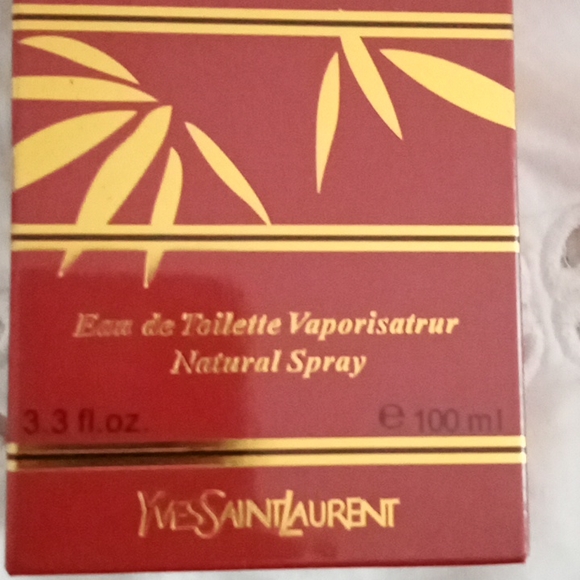 Eau de Toilette Vaporisatrur
Natural Spray
3.3 fl.oz. e 100 ml
YVESSAINTLAURENT